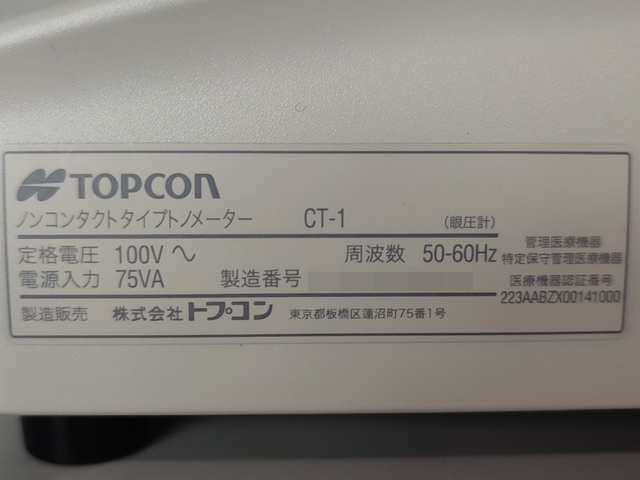 TOPCON
ノンコンタクトタイプトノメーター CT-1 (眼圧計)
定格電圧 100V～ 周波数 50-60Hz
電源入力 75VA 製造番号
管理医療機器
特定保守管理医療機器
医療機器認証番号
223AABZX00141000
製造販売 株式会社トプコン 東京都板橋区蓮沼町75番1号